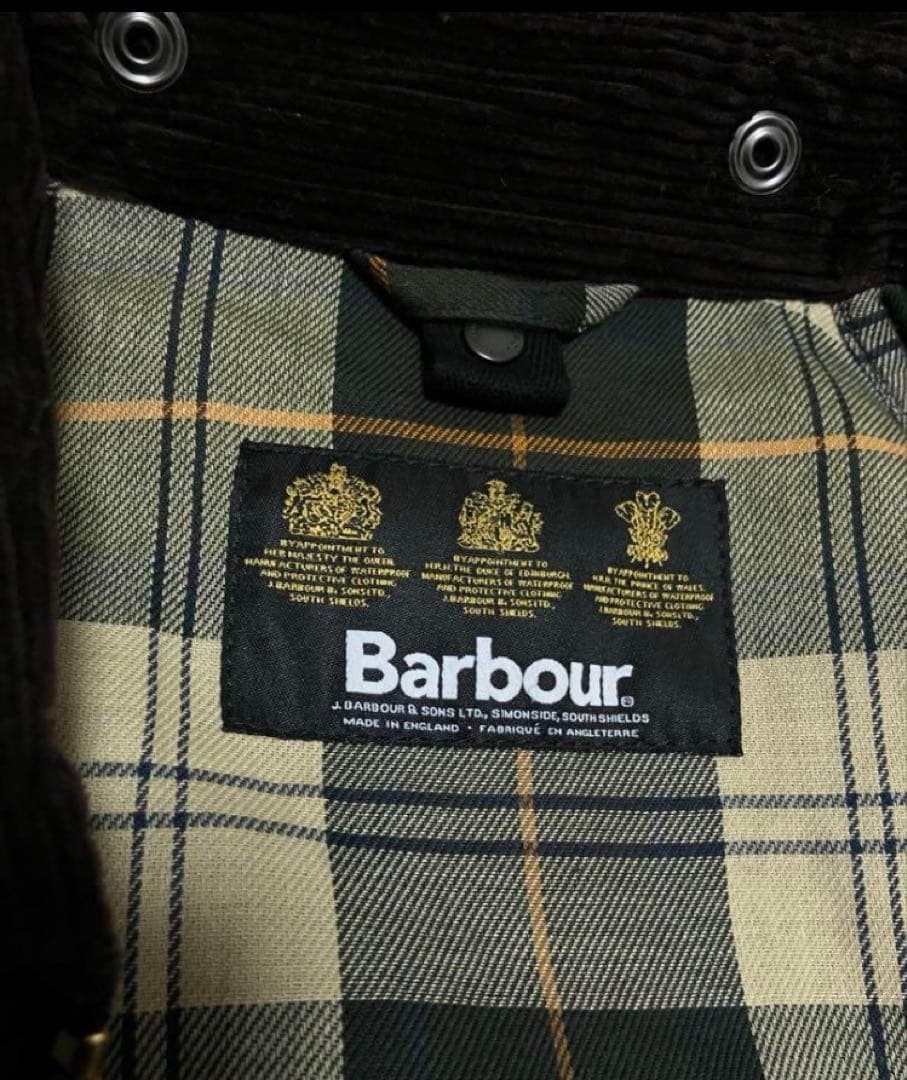 BY APPOINTMENT TO
HER MAJESTY THE QUEEN
MANUFACTURERS OF WATERPROOF
AND PROTECTIVE CLOTHING
J.BARBOUR & SONS LTD.
SOUTH SHIELDS.
BY APPOINTMENT TO
H.R.H. THE DUKE OF EDINBURGH
MANUFACTURERS OF WATERPROOF
AND PROTECTIVE CLOTHING
J.BARBOUR & SONS LTD.
SOUTH SHIELDS.
BY APPOINTMENT TO
H.R.H. THE PRINCE OF WALES
MANUFACTURERS OF WATERPROOF
AND PROTECTIVE CLOTHING
J.BARBOUR & SONS LTD.
SOUTH SHIELDS.
Barbour®
J. BARBOUR & SONS LTD., SIMONSIDE, SOUTH SHIELDS
MADE IN ENGLAND · FABRIQUÉ EN ANGLETERRE